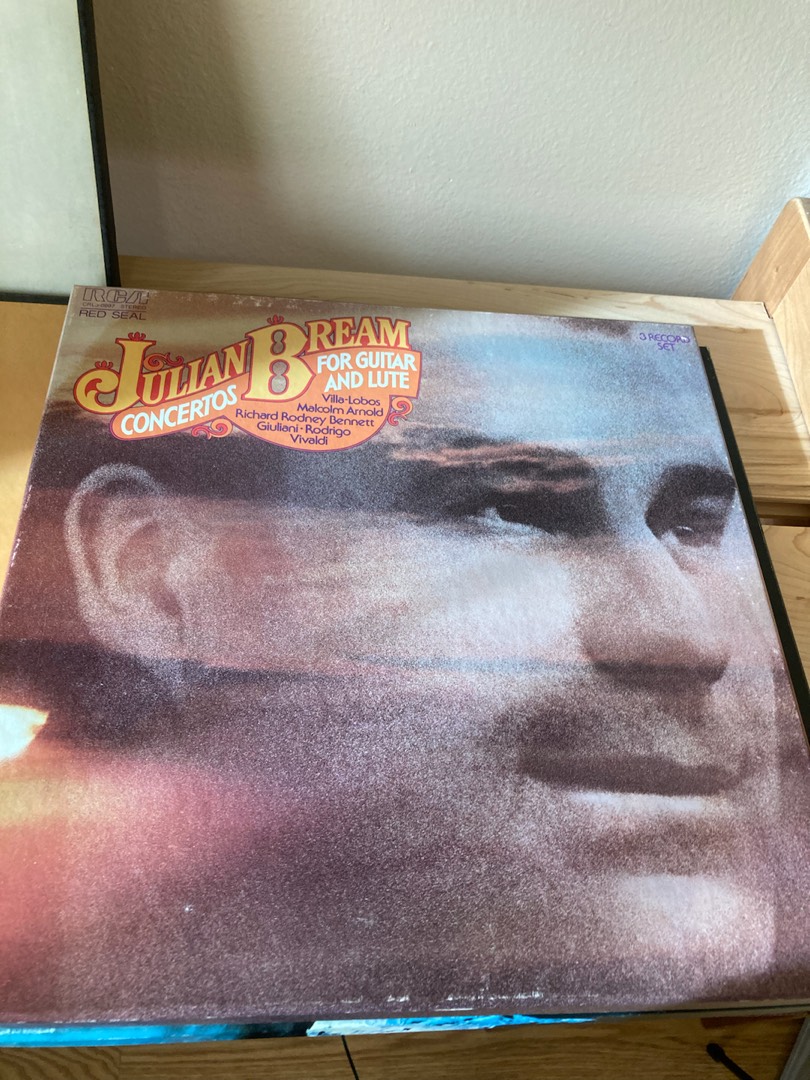 RCA
STEREO
RED SEAL
3 RECORD
SET
JULIAN BREAM
CONCERTOS
FOR GUITAR
AND LUTE
Villa-Lobos
Malcolm Arnold
Richard Rodney Bennett
Giuliani · Rodrigo
Vivaldi